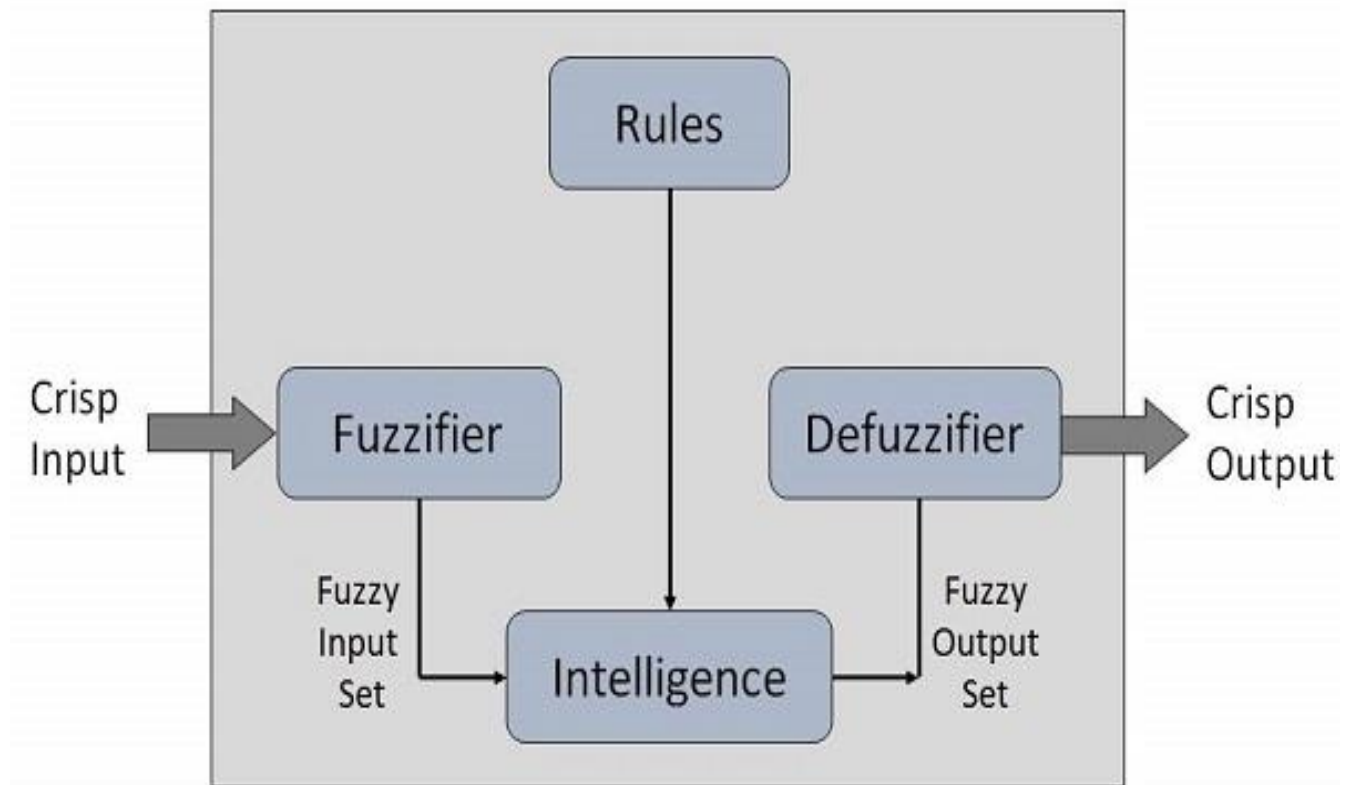 Rules
Crisp
Input
Fuzzifier
Defuzzifier
Crisp
Output
Fuzzy
Input
Set
Intelligence
Fuzzy
Output
Set